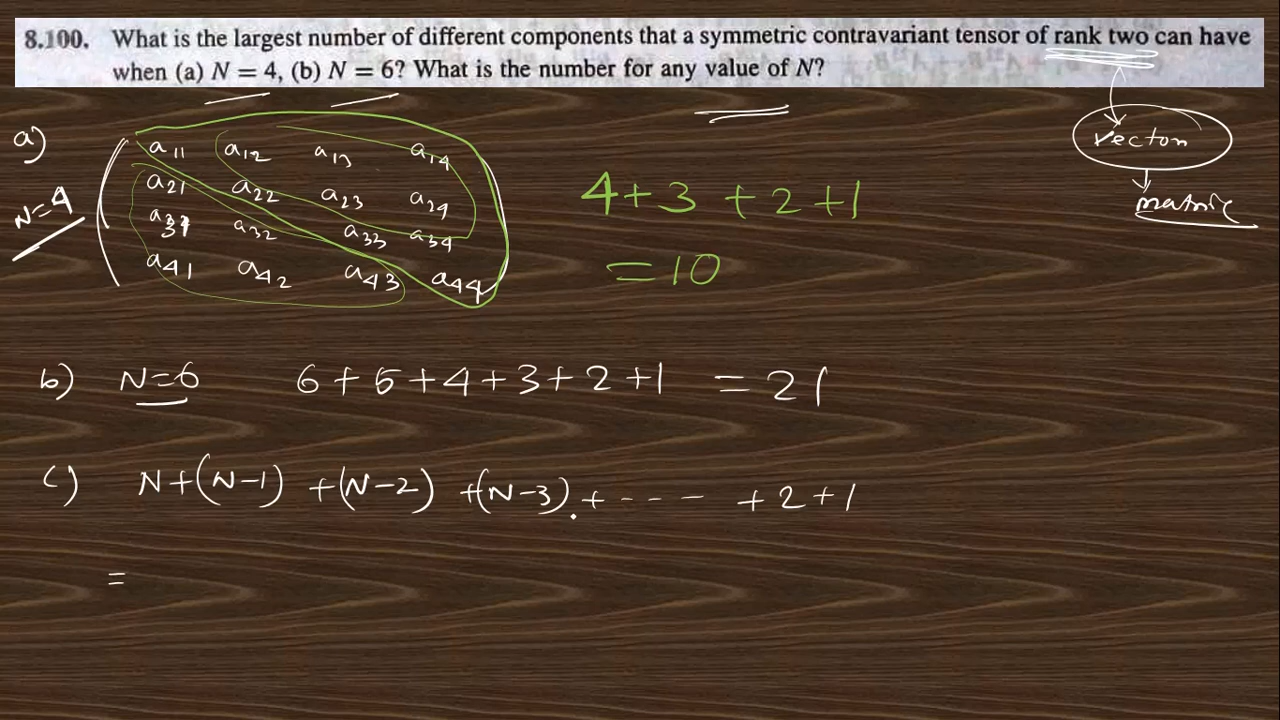 8.100. What is the largest number of different components that a symmetric contravariant tensor of rank two can have
when (a) N = 4, (b) N = 6? What is the number for any value of N?
vector
matric
a)
N=4
a11 a12 a13 a14
a21 a22 a23 a24
a31 a32 a33 a34
a41 a42 a43 a44
4+3+2+1
=10
b) N=6 6+5+4+3+2+1 = 21
c) N+(N-1)+(N-2)+(N-3)+---- +2+1
=